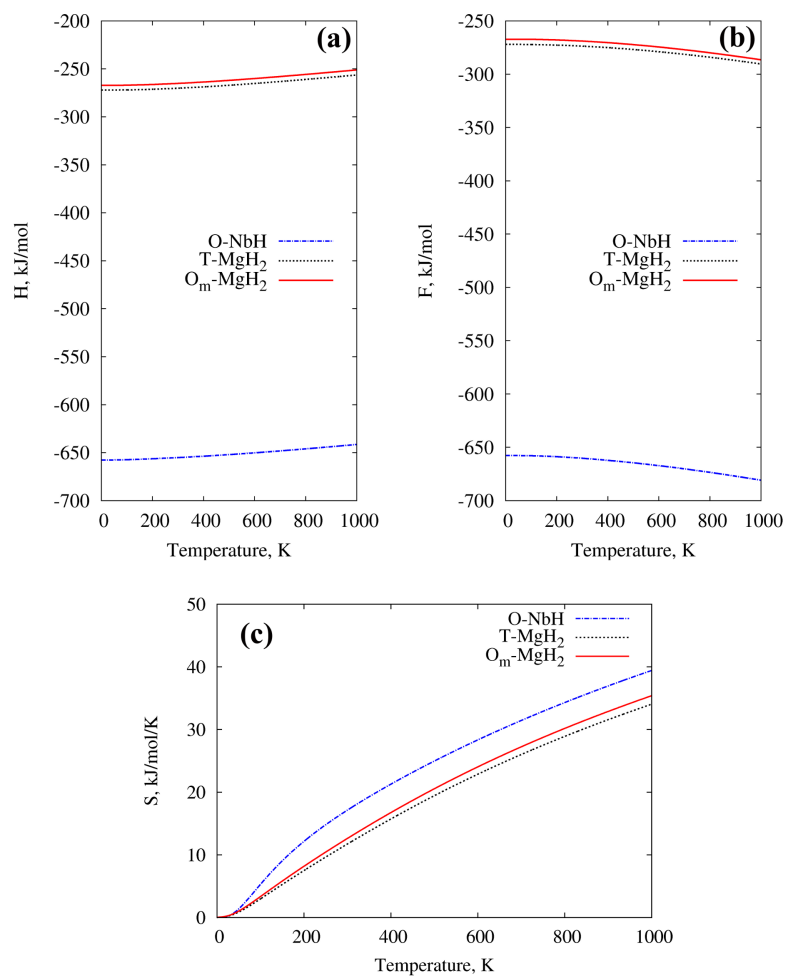 (a)
-200
-250
-300
-350
-400
-450
-500
-550
-600
-650
-700
H, kJ/mol
O-NbH
T-MgH2
Om-MgH2
0 200 400 600 800 1000
Temperature, K
(b)
-250
-300
-350
-400
-450
-500
-550
-600
-650
-700
F, kJ/mol
O-NbH
T-MgH2
Om-MgH2
0 200 400 600 800 1000
Temperature, K
(c)
50
40
30
20
10
0
S, kJ/mol/K
O-NbH
T-MgH2
Om-MgH2
0 200 400 600 800 1000
Temperature, K